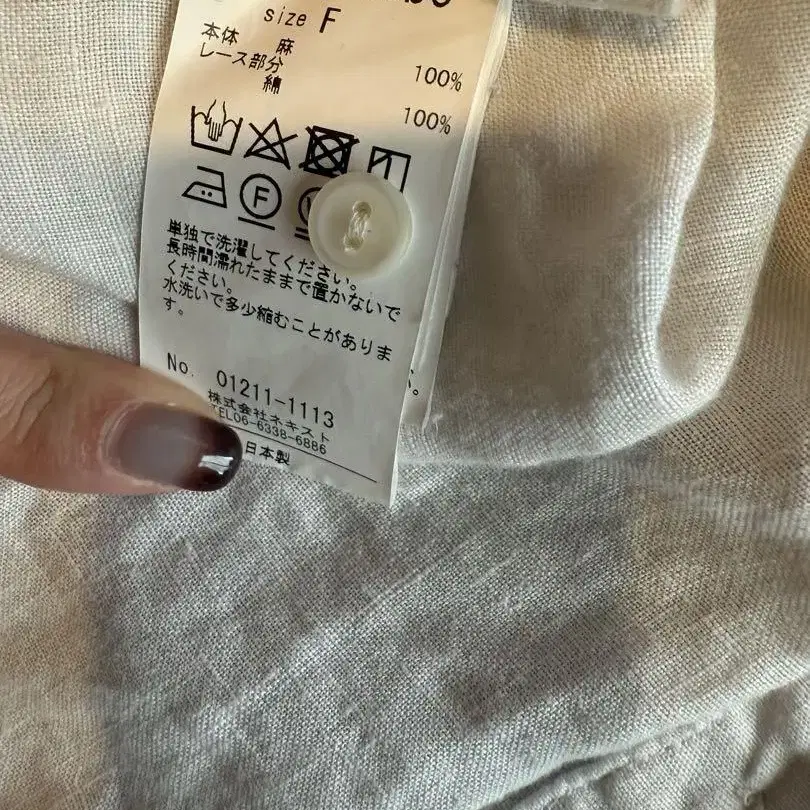 size F
本体 麻 100%
レース部分
綿 100%
F
単独で洗濯してください。
長時間濡れたままで置かないで
ください。
水洗いで多少縮むことがありま
す。
No. 01211-1113
株式会社ネキスト
TEL06-6338-6886
日本製